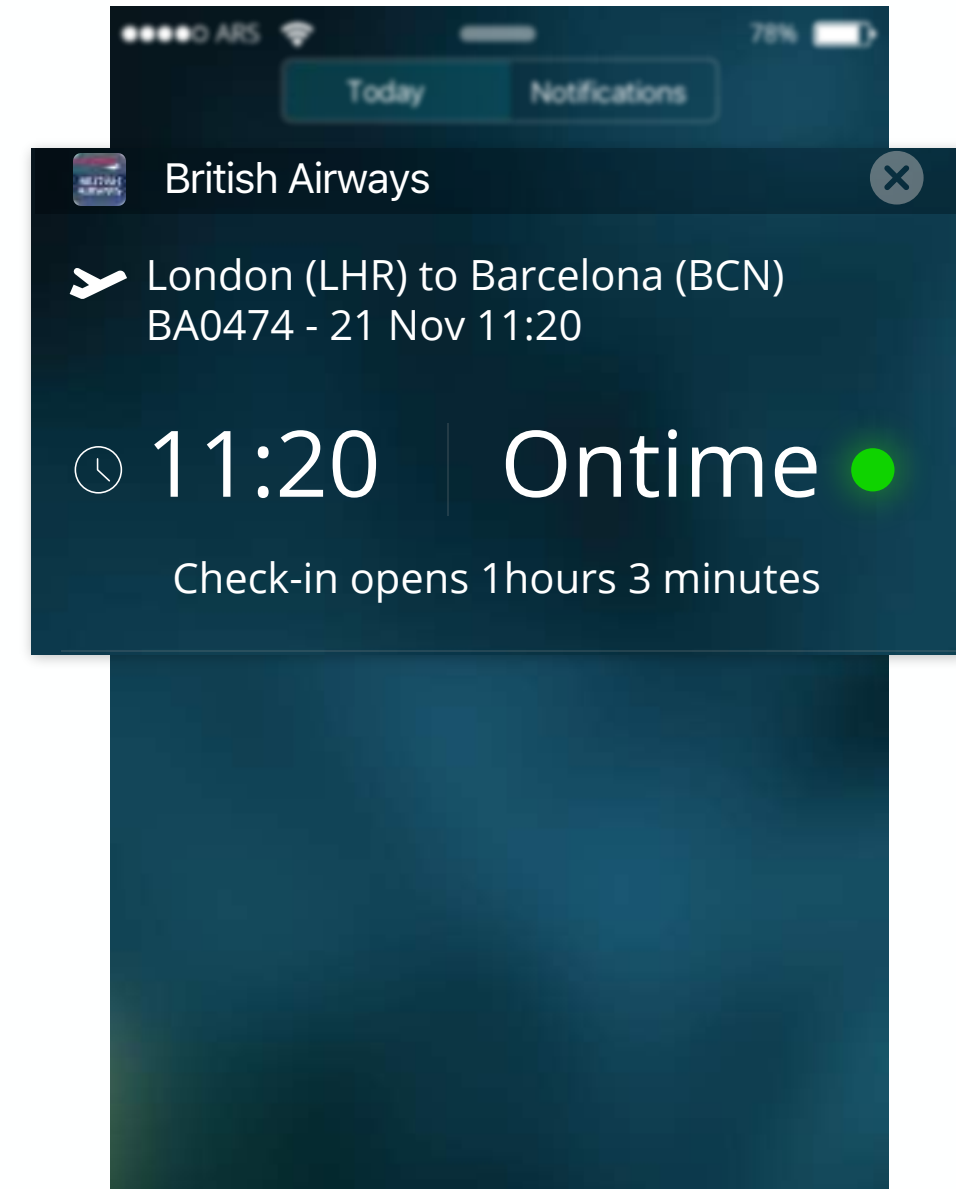 ARS 78%
Today Notifications
British Airways
London (LHR) to Barcelona (BCN)
BA0474 - 21 Nov 11:20
11:20 Ontime
Check-in opens 1hours 3 minutes